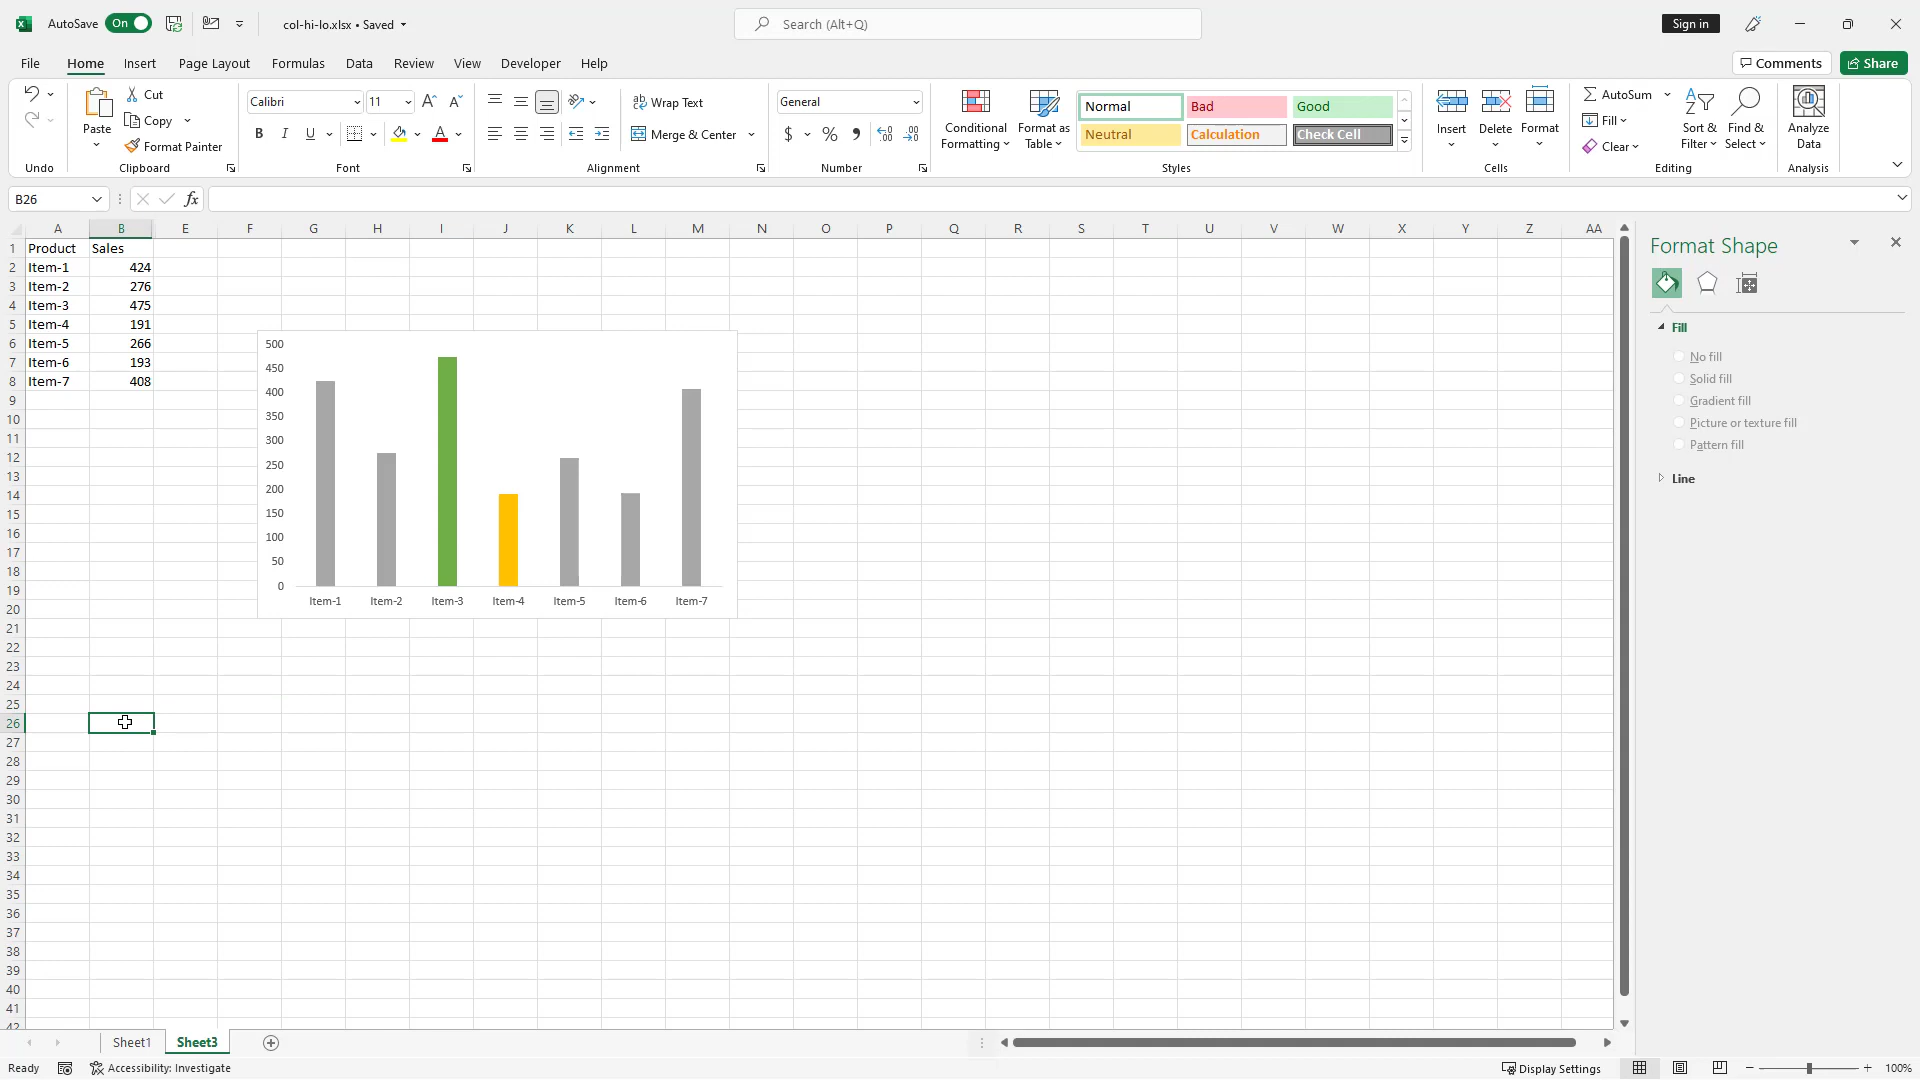 AutoSave On col-hi-lo.xlsx • Saved Search (Alt+Q) Sign in
File Home Insert Page Layout Formulas Data Review View Developer Help Comments Share
Cut
Copy
Format Painter
Paste
Undo
Clipboard
Calibri 11
B I U A
Font
Wrap Text
Merge & Center
Alignment
General
$ % 9
Number
Conditional Formatting
Format as Table
Normal Bad Good
Neutral Calculation Check Cell
Styles
Insert Delete Format
Cells
AutoSum
Fill
Clear
Sort & Filter
Find & Select
Editing
Analyze Data
Analysis
B26 fx
A B E F G H I J K L M N O P Q R S T U V W X Y Z AA
1 Product Sales
2 Item-1 424
3 Item-2 276
4 Item-3 475
5 Item-4 191
6 Item-5 266
7 Item-6 193
8 Item-7 408
9
10
11
12
13
14
15
16
17
18
19
20
21
22
23
24
25
26
27
28
29
30
31
32
33
34
35
36
37
38
39
40
41
42
500
450
400
350
300
250
200
150
100
50
0
Item-1 Item-2 Item-3 Item-4 Item-5 Item-6 Item-7
Format Shape
Fill
No fill
Solid fill
Gradient fill
Picture or texture fill
Pattern fill
Line
Sheet1 Sheet3
Ready Accessibility: Investigate Display Settings 100%